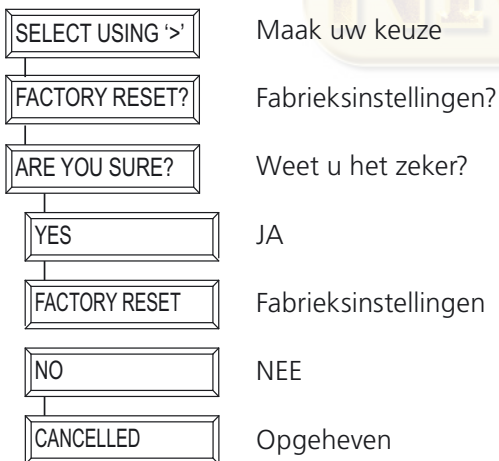 SELECT USING ‘>’ Maak uw keuze
FACTORY RESET? Fabrieksinstellingen?
ARE YOU SURE? Weet u het zeker?
YES JA
FACTORY RESET Fabrieksinstellingen
NO NEE
CANCELLED Opgeheven